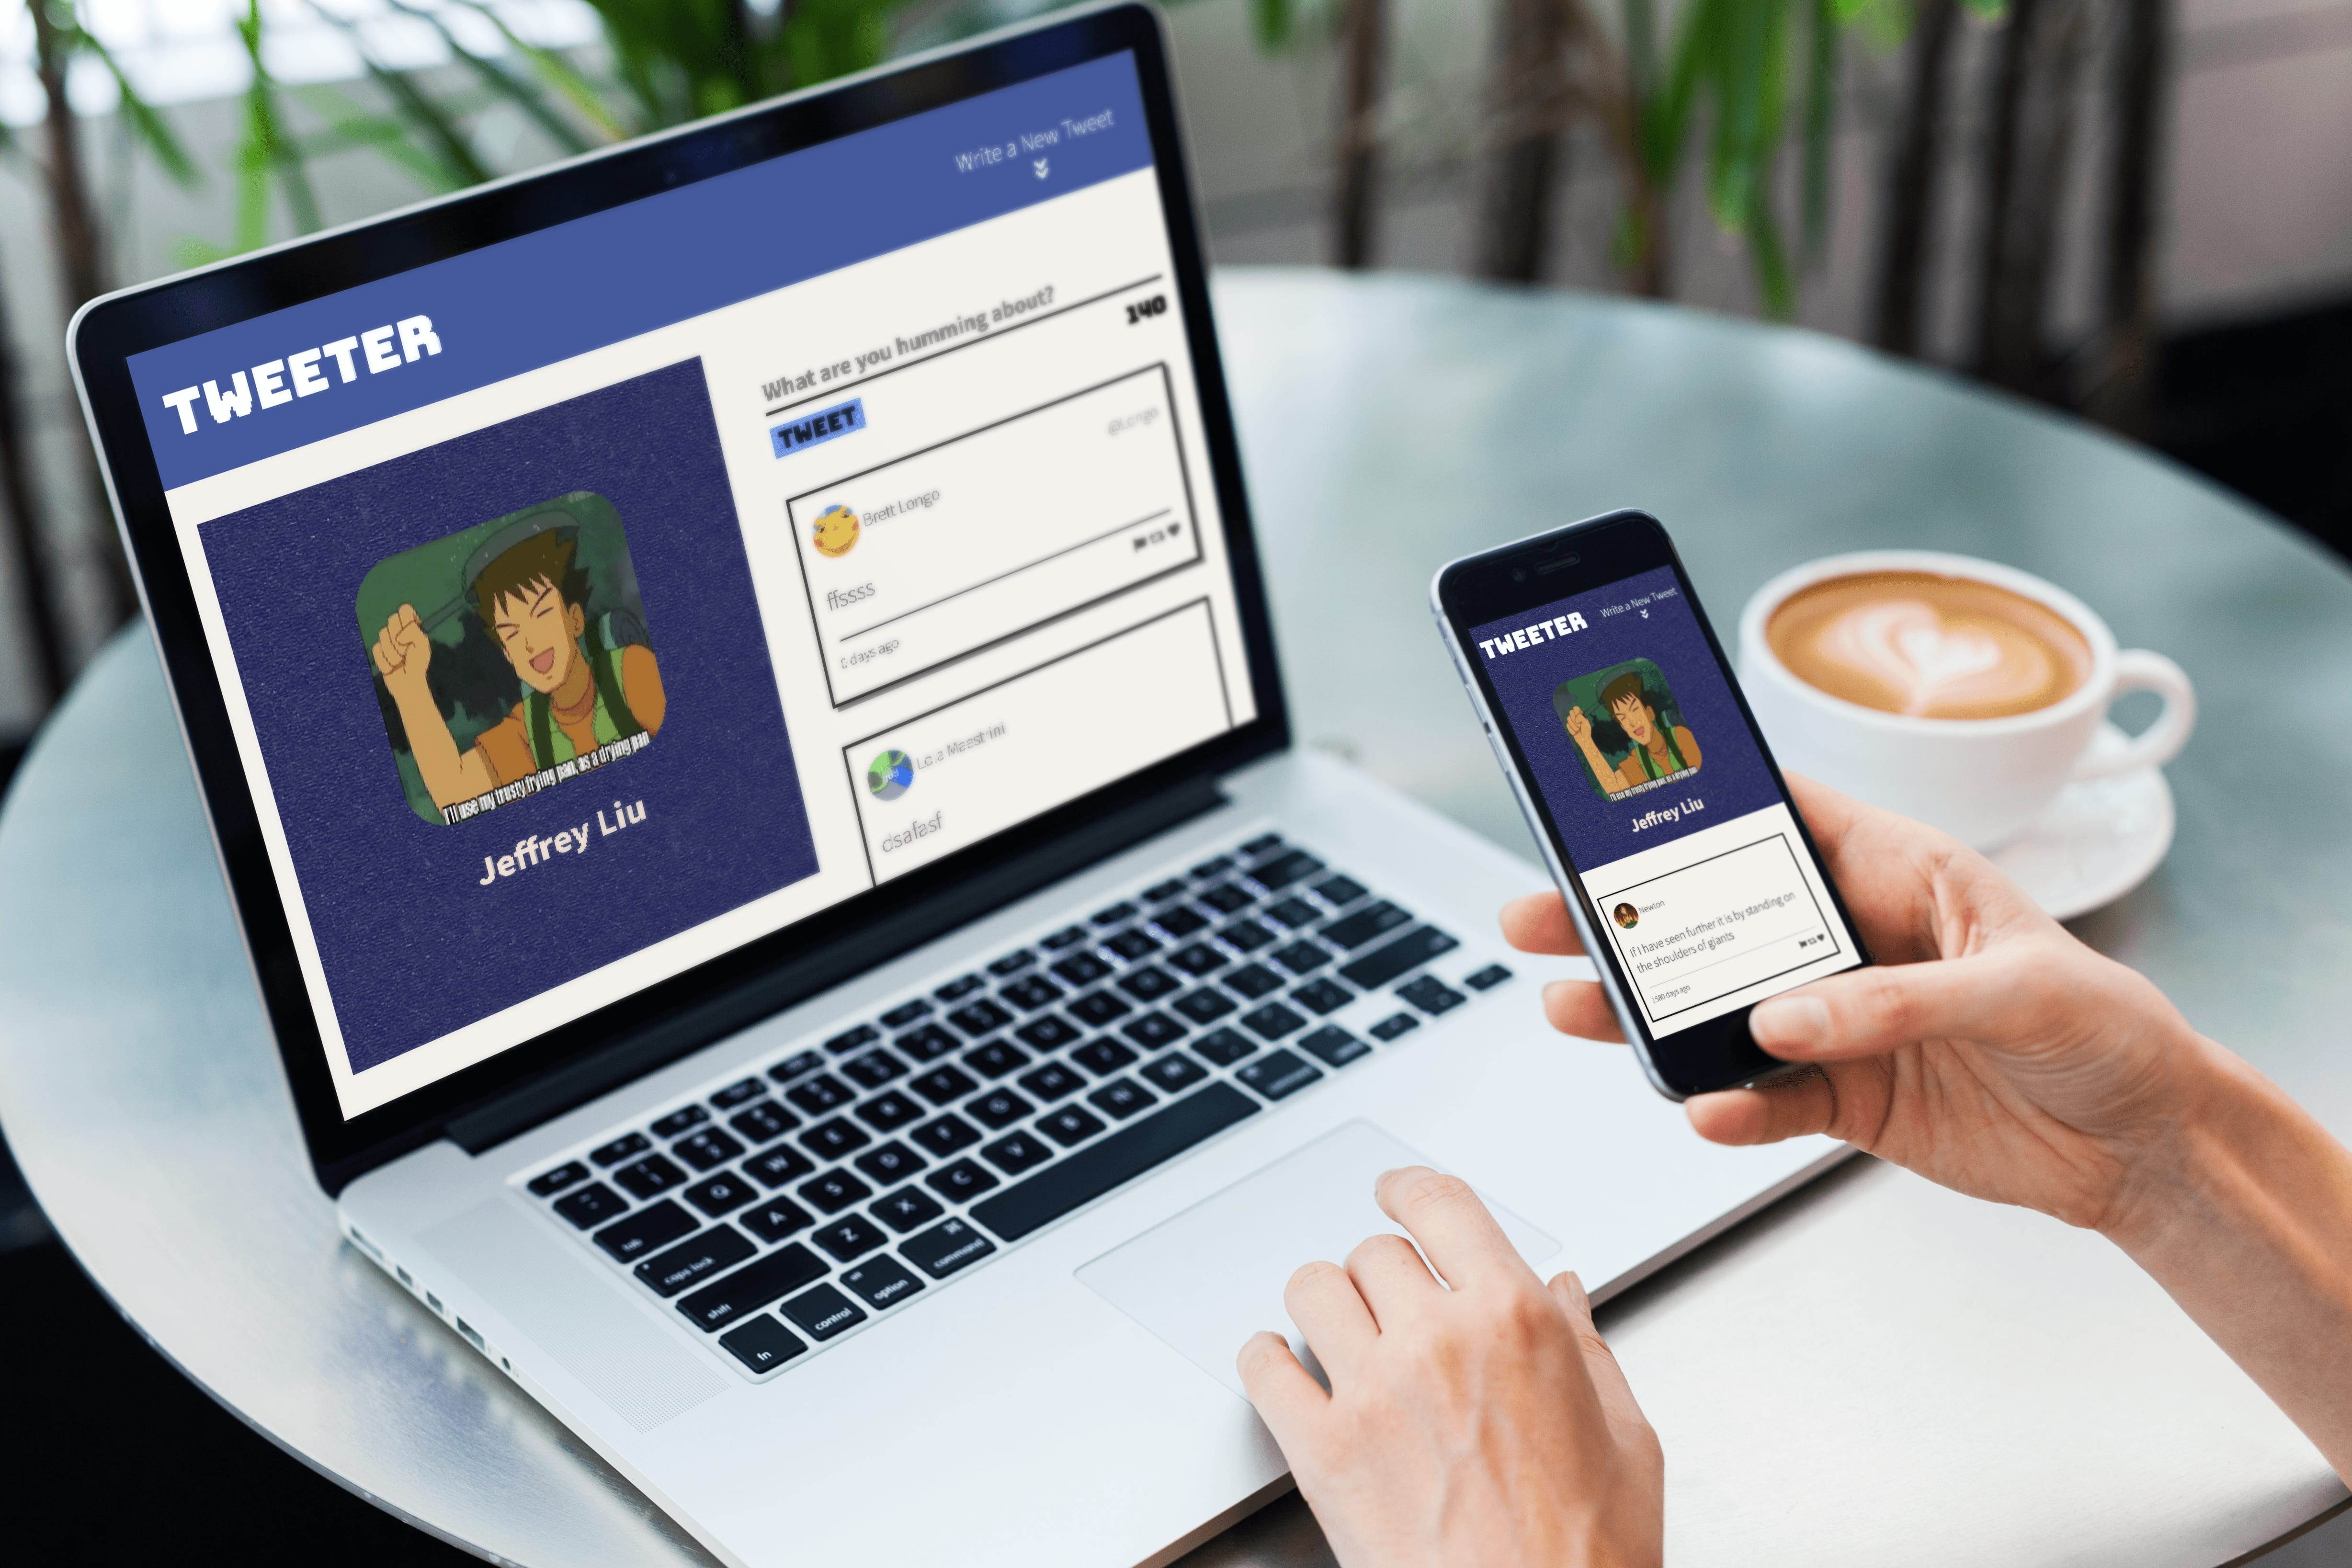 TWEETER
Write a New Tweet
What are you humming about?
TWEET
140
I'll use my trusty frying pan, as a drying pan
Jeffrey Liu
Brett Longo
@Longo
ffssss
days ago
Maestrini
dsafasf
TWEETER
Write a New Tweet
I'll use my trusty frying pan, as a drying pan
Jeffrey Liu
Newton
If I have seen further it is by standing on
the shoulders of giants
days ago
tab
caps lock
A
S
D
Z
X
C
V
shift
fn
control
alt
option
⌘
command